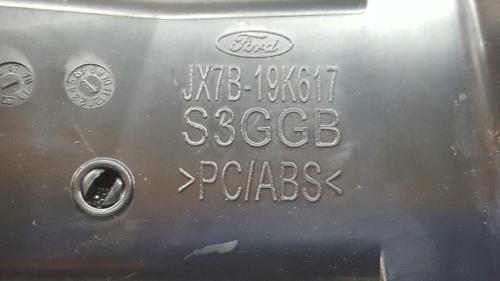 Ford
JX7B-19K617
S3GGB
>PC/ABS<